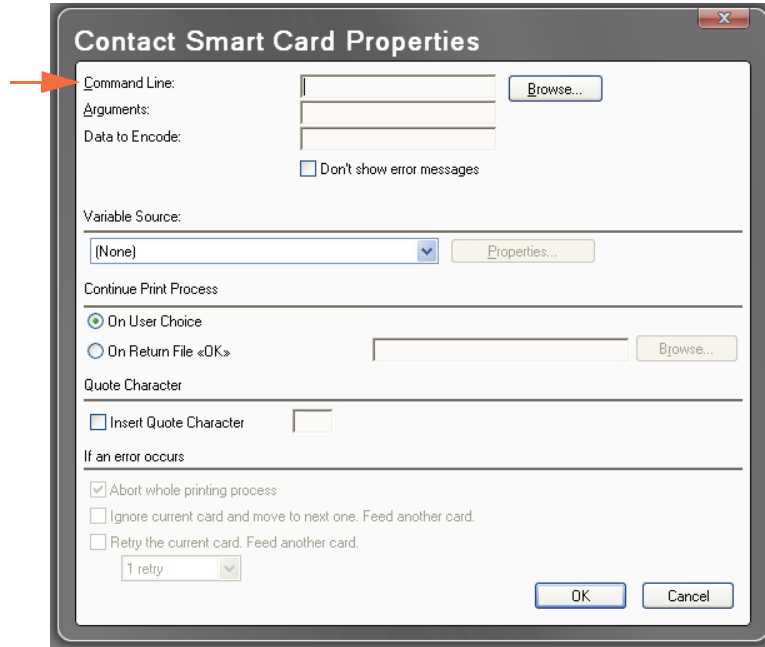 Contact Smart Card Properties
Command Line:
Browse...
Arguments:
Data to Encode:
Don't show error messages
Variable Source:
(None)
Properties...
Continue Print Process
On User Choice
On Return File «OK»
Browse...
Quote Character
Insert Quote Character
If an error occurs
Abort whole printing process
Ignore current card and move to next one. Feed another card.
Retry the current card. Feed another card.
1 retry
OK Cancel